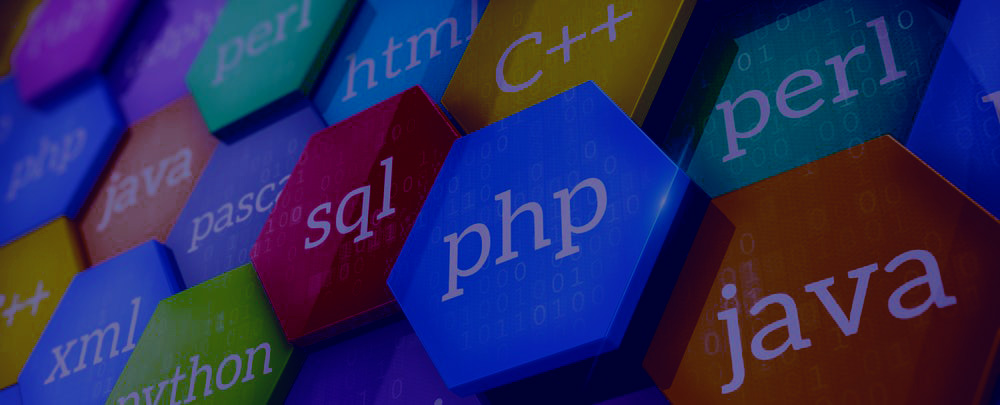 perl
html
C++
perl
php
java
pasca
sql
php
java
C++
xml
python